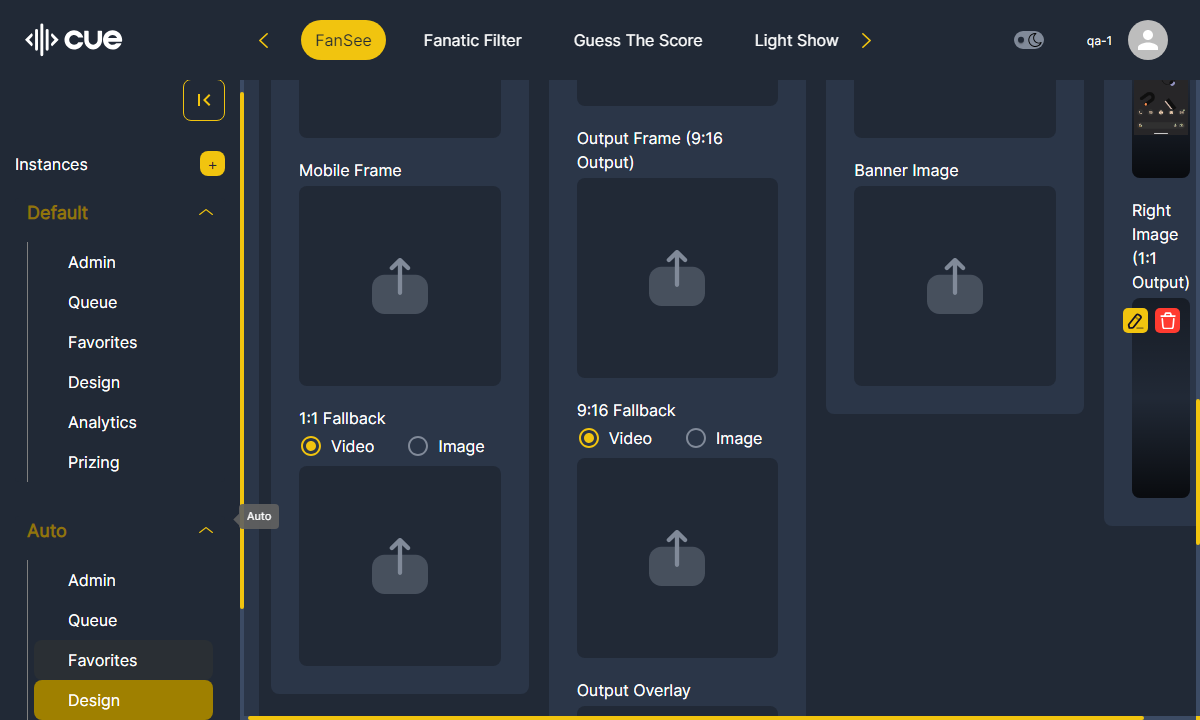 cue
FanSee
Fanatic Filter
Guess The Score
Light Show
qa-1
Instances
+
Default
Admin
Queue
Favorites
Design
Analytics
Prizing
Auto
Auto
Admin
Queue
Favorites
Design
Mobile Frame
1:1 Fallback
Video
Image
Output Frame (9:16
Output)
9:16 Fallback
Video
Image
Output Overlay
Banner Image
Right
Image
(1:1
Output)